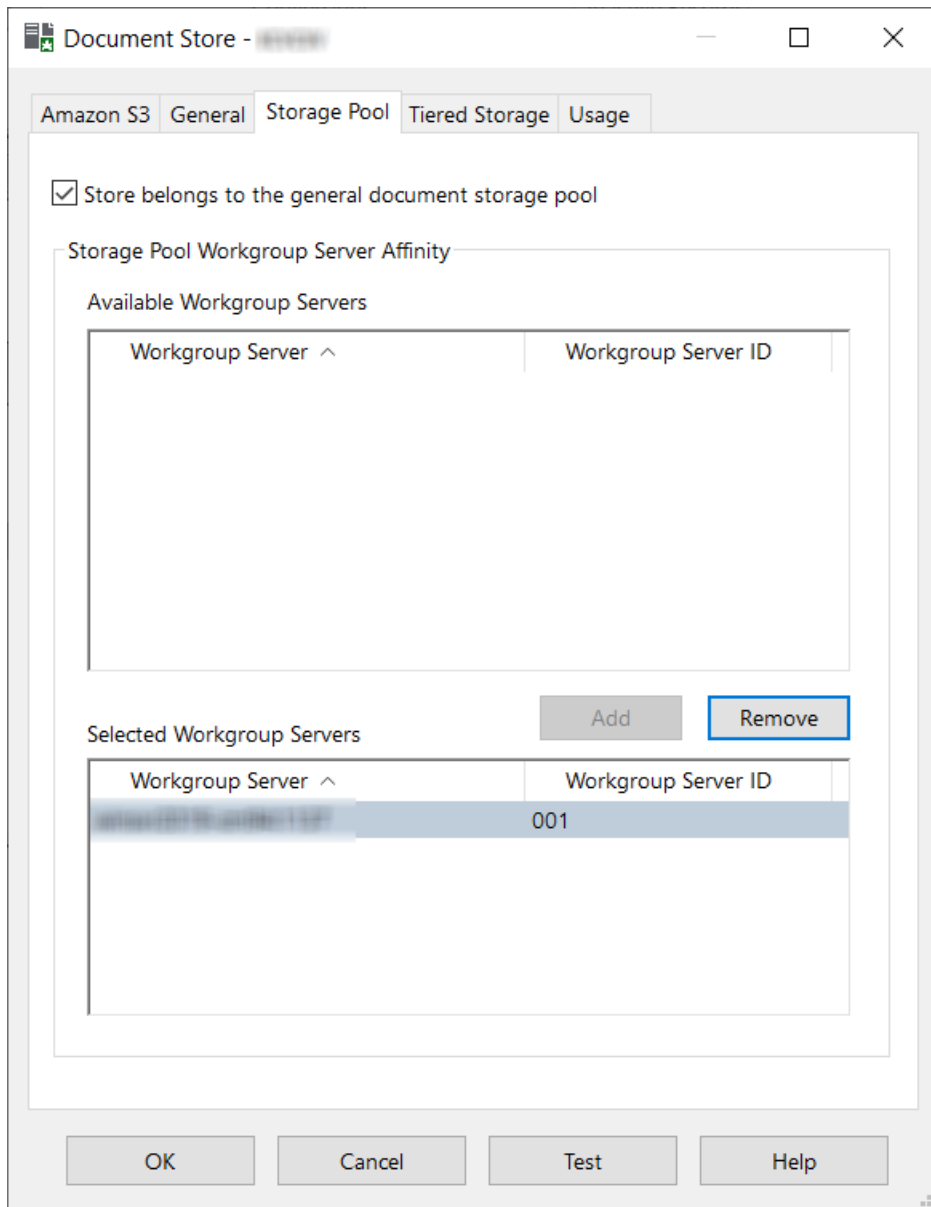 Document Store -
Amazon S3 General Storage Pool Tiered Storage Usage
Store belongs to the general document storage pool
Storage Pool Workgroup Server Affinity
Available Workgroup Servers
Workgroup Server Workgroup Server ID
Add Remove
Selected Workgroup Servers
Workgroup Server Workgroup Server ID
001
OK Cancel Test Help